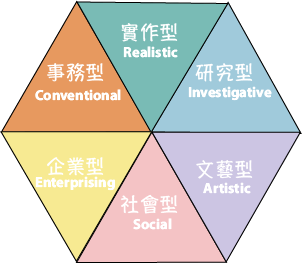 實作型
Realistic
事務型
Conventional
研究型
Investigative
企業型
Enterprising
文藝型
Artistic
社會型
Social